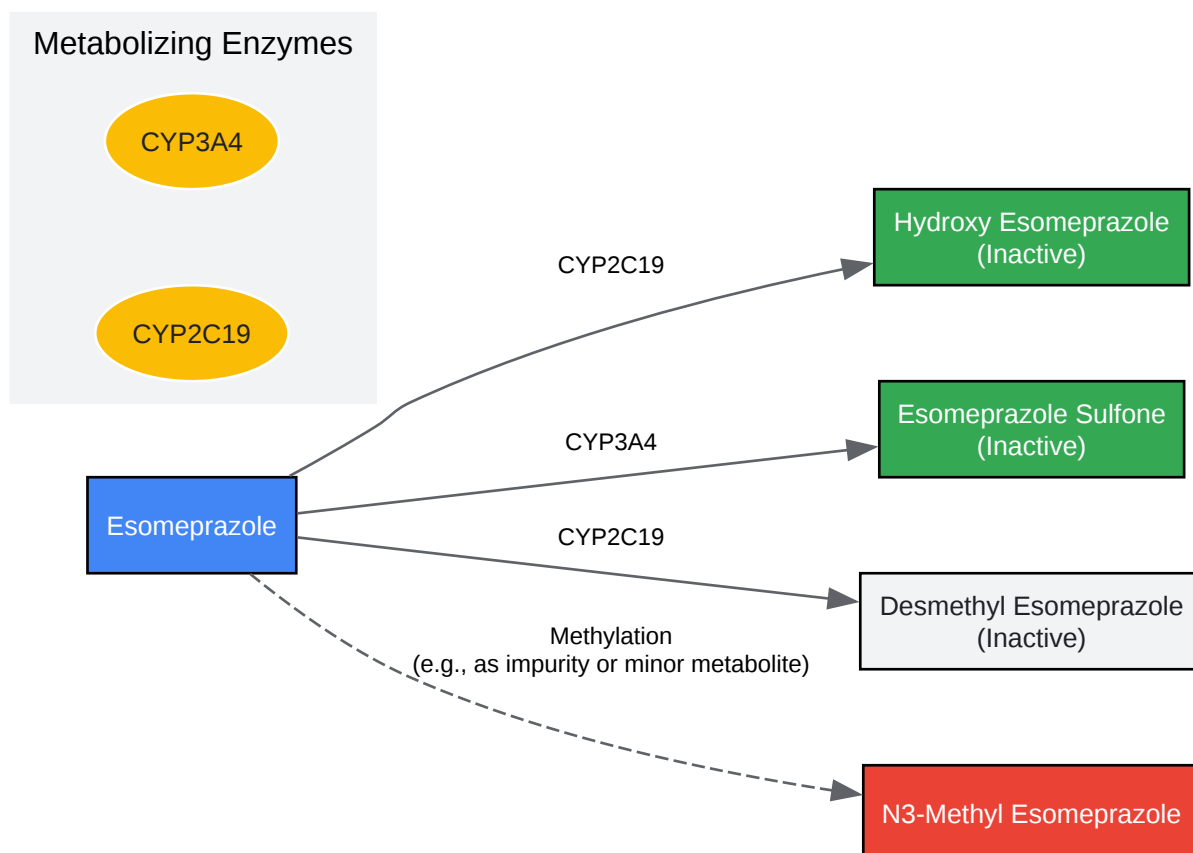 Metabolizing Enzymes
CYP3A4
CYP2C19
Hydroxy Esomeprazole
(Inactive)
CYP2C19
Esomeprazole Sulfone
(Inactive)
CYP3A4
Esomeprazole
CYP2C19
Desmethyl Esomeprazole
(Inactive)
Methylation
(e.g., as impurity or minor metabolite)
N3-Methyl Esomeprazole